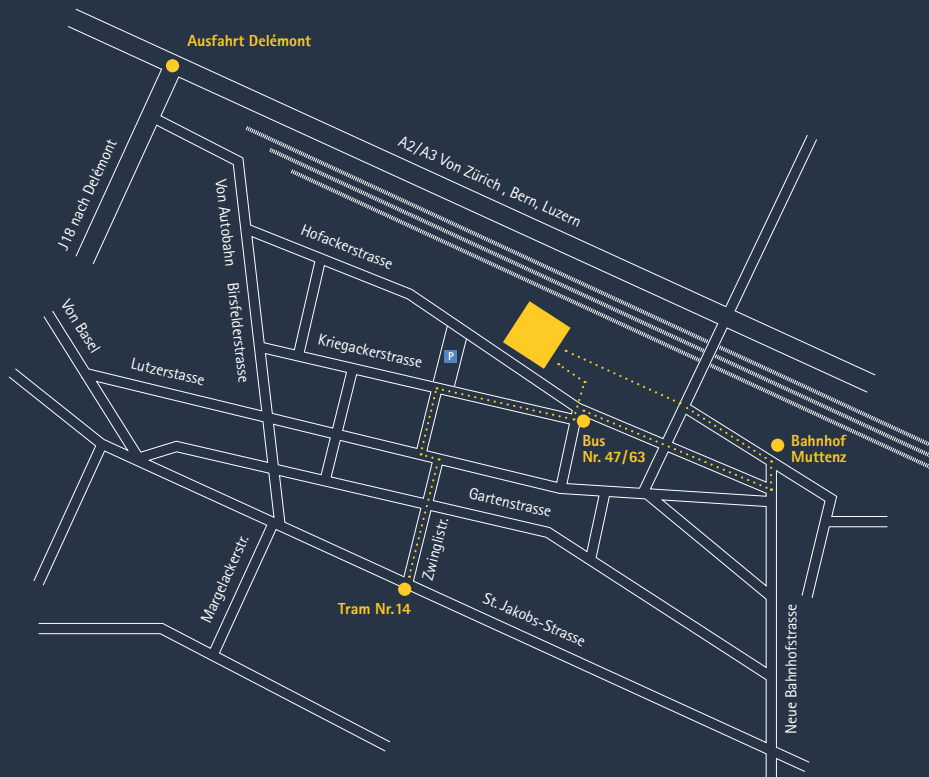 Ausfahrt Delémont
A2/A3 Von Zürich , Bern, Luzern
J18 nach Delémont
Von Autobahn
Birsfelderstrasse
Hofackerstrasse
Von Basel
Kriegackerstrasse
P
Lutzerstasse
Bus
Nr. 47/63
Bahnhof
Muttenz
Gartenstrasse
Zwinglistr.
Margelackerstr.
Tram Nr.14
St. Jakobs-Strasse
Neue Bahnhofstrasse